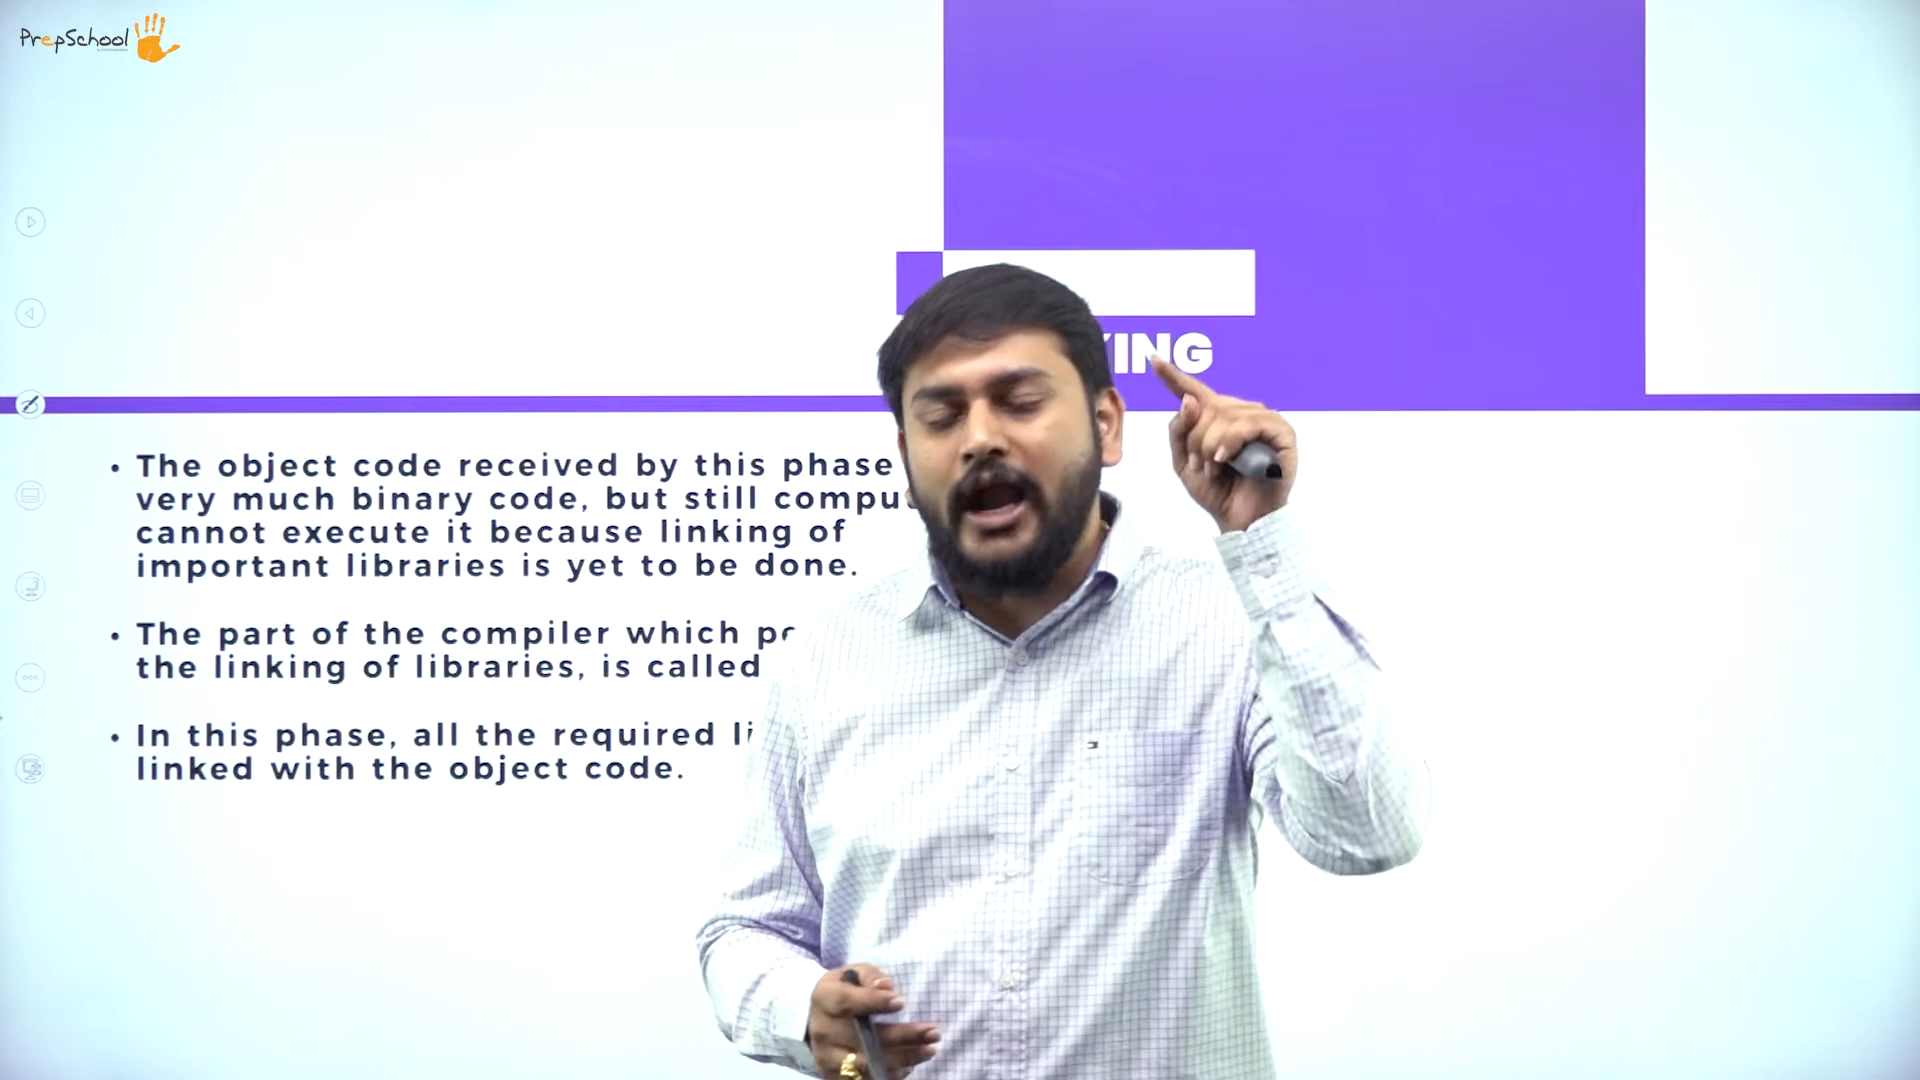 PrepSchool
KING
• The object code received by this phase
very much binary code, but still compu
cannot execute it because linking of
important libraries is yet to be done.
• The part of the compiler which pe
the linking of libraries, is called
• In this phase, all the required li
linked with the object code.